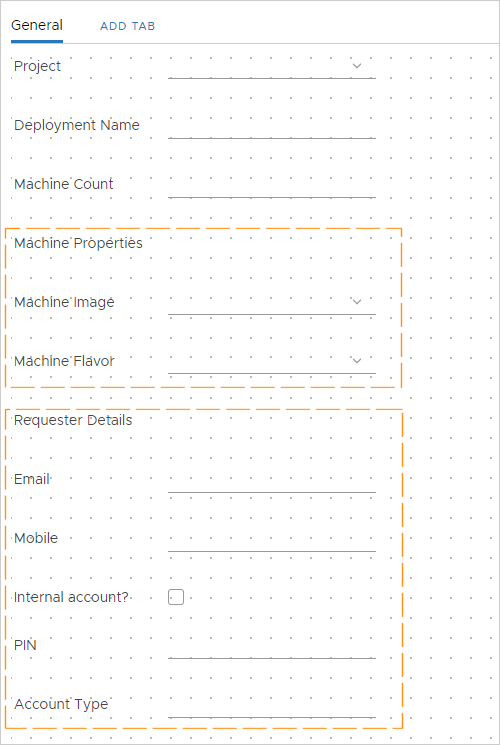 General ADD TAB
Project
Deployment Name
Machine Count
Machine Properties
Machine Image
Machine Flavor
Requester Details
Email
Mobile
Internal account?
PIN
Account Type